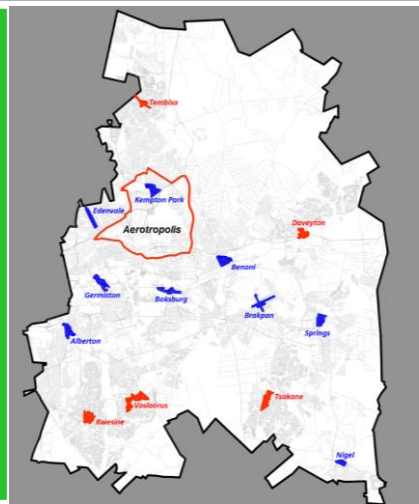 Tembisa
Kempton Park
Edenvale
Aerotropolis
Daveyton
Benoni
Germiston
Boksburg
Brakpan
Springs
Alberton
Tsakane
Vosloorus
Kwesine
Nigel